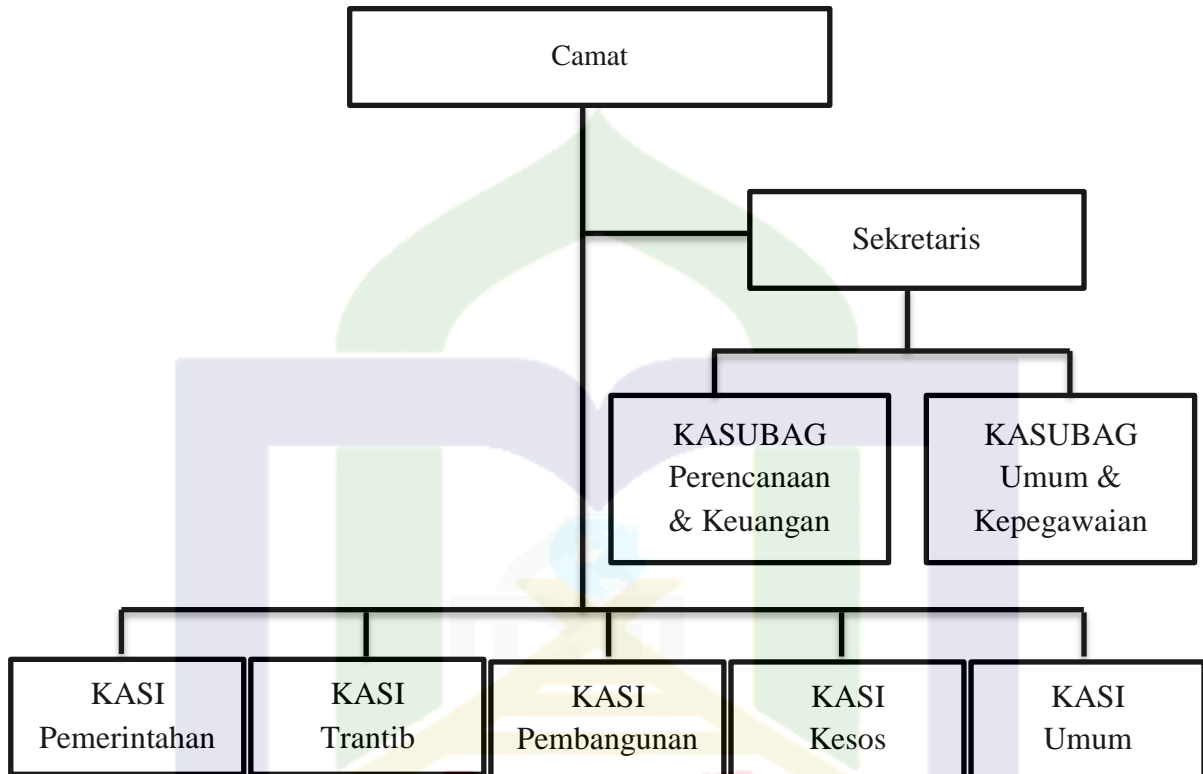 Camat
Sekretaris
KASUBAG
Perencanaan
& Keuangan
KASUBAG
Umum &
Kepegawaian
KASI
Pemerintahan
KASI
Trantib
KASI
Pembangunan
KASI
Kesos
KASI
Umum